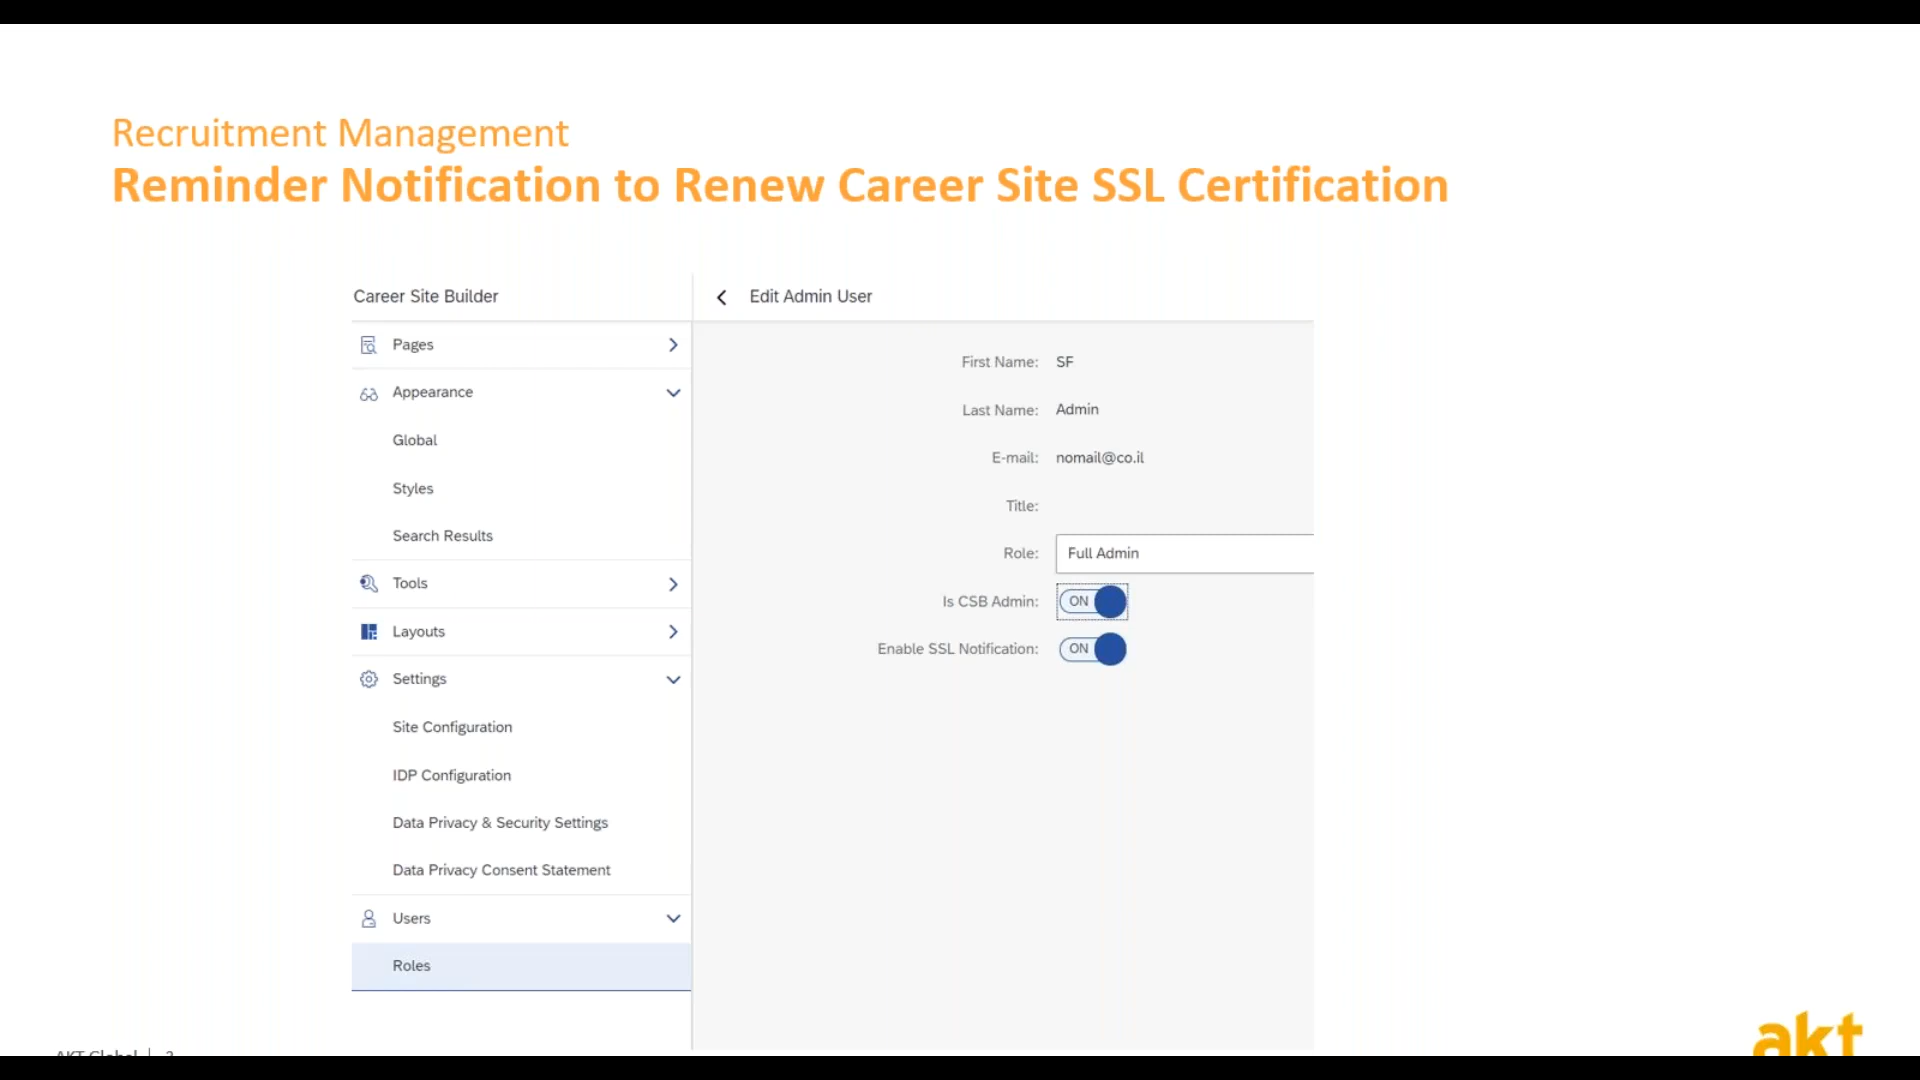 Recruitment Management
Reminder Notification to Renew Career Site SSL Certification
Career Site Builder
Pages
Appearance
Global
Styles
Search Results
Tools
Layouts
Settings
Site Configuration
IDP Configuration
Data Privacy & Security Settings
Data Privacy Consent Statement
Users
Roles
Edit Admin User
First Name: SF
Last Name: Admin
E-mail: nomail@co.il
Title:
Role: Full Admin
Is CSB Admin: ON
Enable SSL Notification: ON
AKT Global |
akt